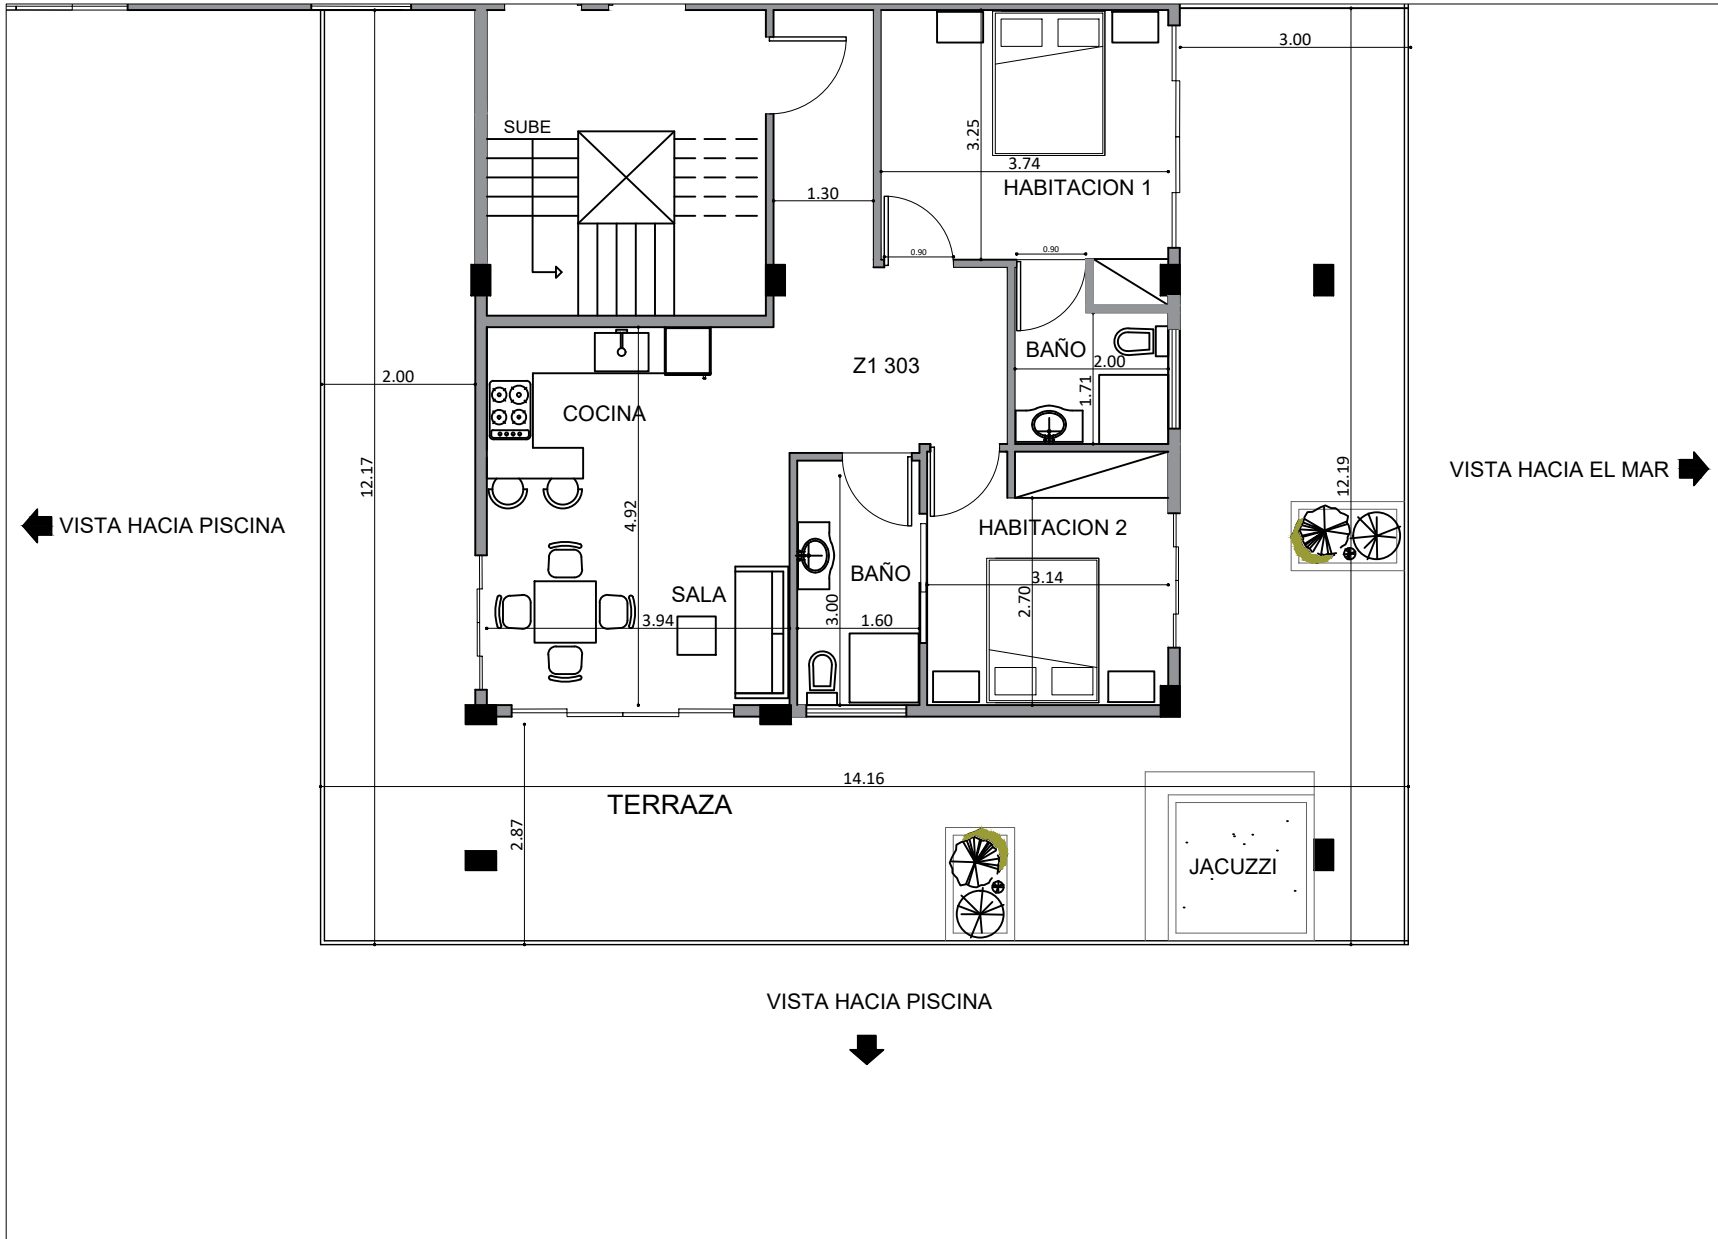 3.00
SUBE
3.25
3.74
HABITACION 1
1.30
0.90
0.90
BAÑO
2.00
1.71
Z1 303
2.00
COCINA
12.17
12.19
VISTA HACIA EL MAR
4.92
VISTA HACIA PISCINA
HABITACION 2
BAÑO
3.14
2.70
SALA
3.94
3.00
1.60
14.16
TERRAZA
2.87
JACUZZI
VISTA HACIA PISCINA